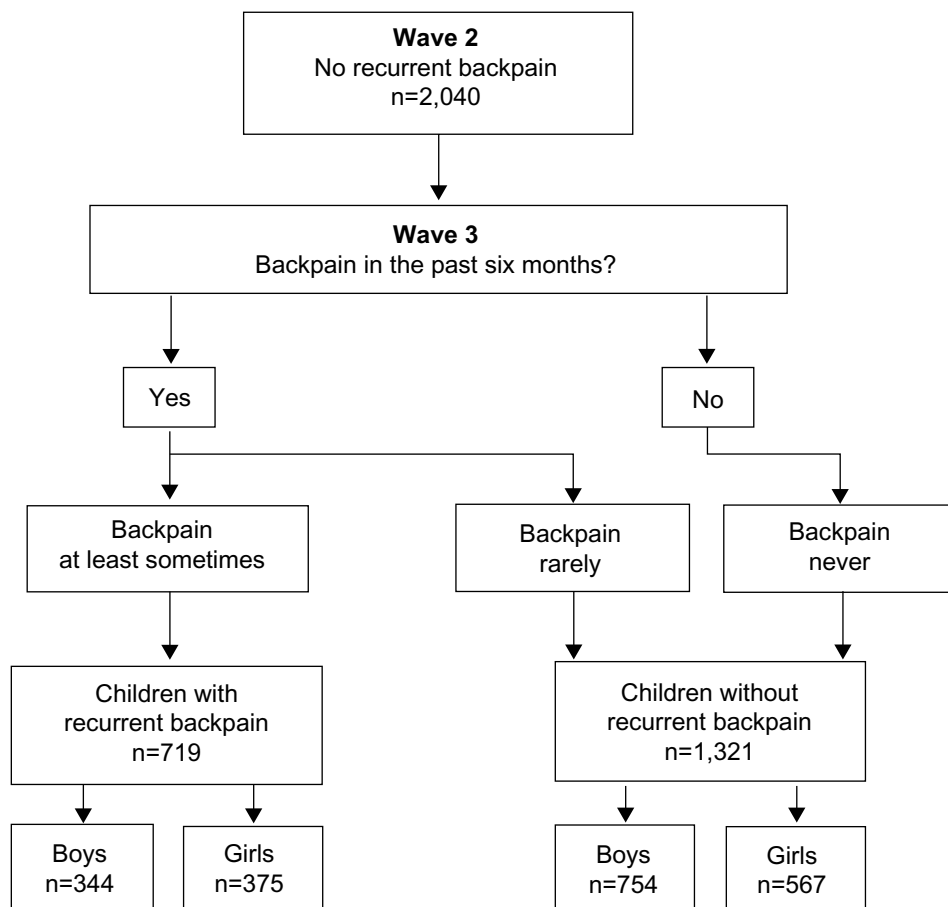 Wave 2
No recurrent backpain
n=2,040
Wave 3
Backpain in the past six months?
Yes
No
Backpain
at least sometimes
Backpain
rarely
Backpain
never
Children with
recurrent backpain
n=719
Children without
recurrent backpain
n=1,321
Boys
n=344
Girls
n=375
Boys
n=754
Girls
n=567